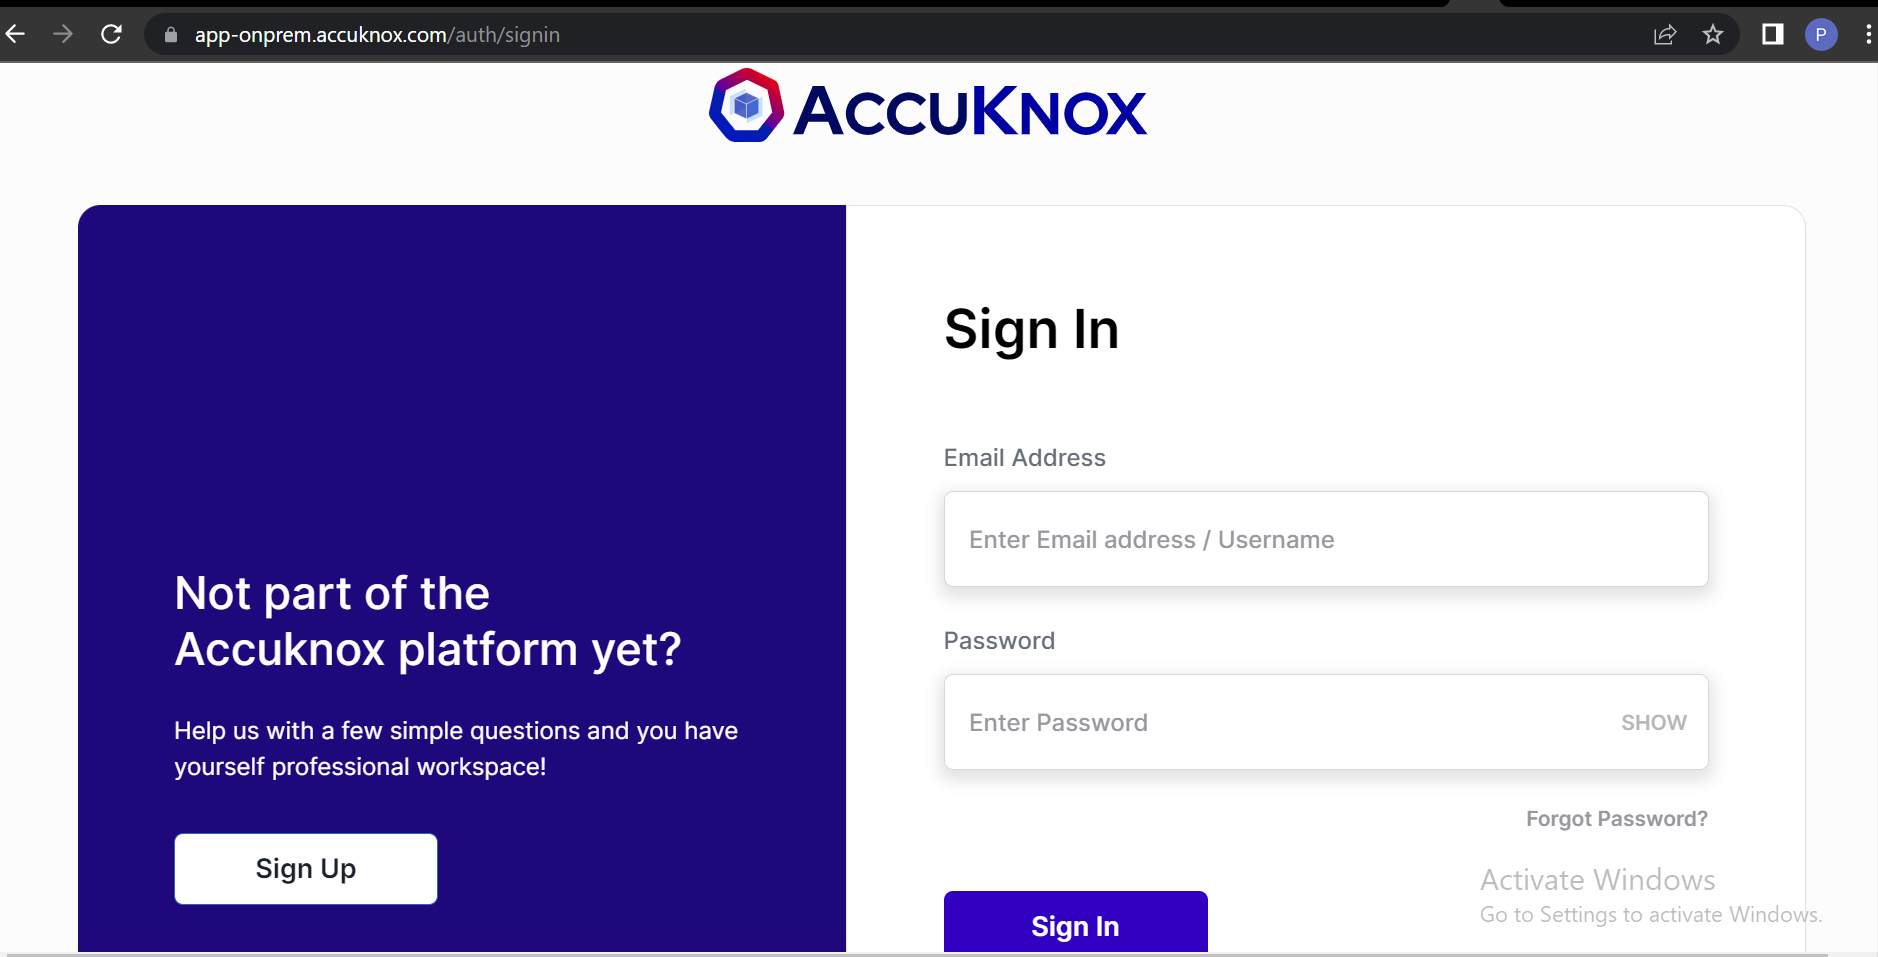 app-onprem.accuknox.com/auth/signin
P
ACCUKNOX
Not part of the
Accuknox platform yet?
Help us with a few simple questions and you have
yourself professional workspace!
Sign Up
Sign In
Email Address
Enter Email address / Username
Password
Enter Password SHOW
Forgot Password?
Sign In
Activate Windows
Go to Settings to activate Windows.